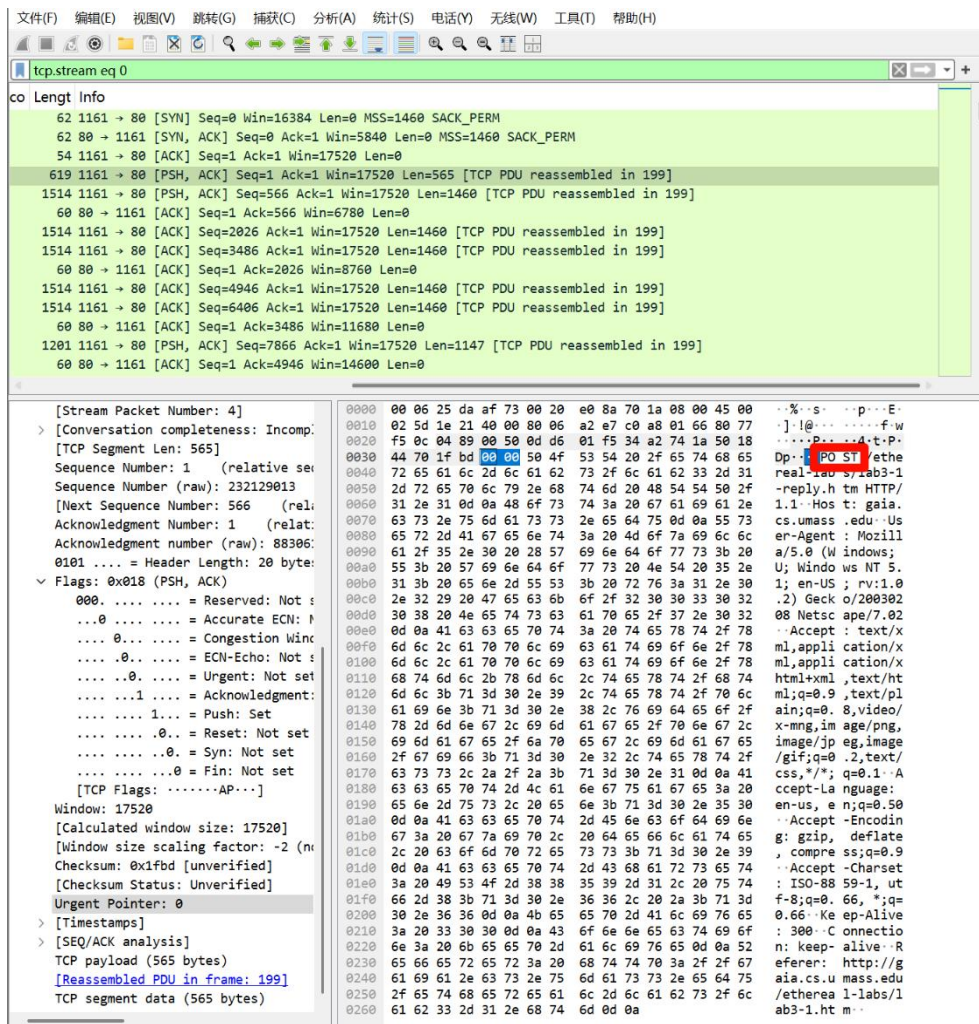 文件(F) 编辑(E) 视图(V) 跳转(G) 捕获(C) 分析(A) 统计(S) 电话(Y) 无线(W) 工具(T) 帮助(H)
tcp.stream eq 0
co Lengt Info
62 1161 → 80 [SYN] Seq=0 Win=16384 Len=0 MSS=1460 SACK_PERM
62 80 → 1161 [SYN, ACK] Seq=0 Ack=1 Win=5840 Len=0 MSS=1460 SACK_PERM
54 1161 → 80 [ACK] Seq=1 Ack=1 Win=17520 Len=0
619 1161 → 80 [PSH, ACK] Seq=1 Ack=1 Win=17520 Len=565 [TCP PDU reassembled in 199]
1514 1161 → 80 [PSH, ACK] Seq=566 Ack=1 Win=17520 Len=1460 [TCP PDU reassembled in 199]
60 80 → 1161 [ACK] Seq=1 Ack=566 Win=6780 Len=0
1514 1161 → 80 [ACK] Seq=2026 Ack=1 Win=17520 Len=1460 [TCP PDU reassembled in 199]
1514 1161 → 80 [ACK] Seq=3486 Ack=1 Win=17520 Len=1460 [TCP PDU reassembled in 199]
60 80 → 1161 [ACK] Seq=1 Ack=2026 Win=8760 Len=0
1514 1161 → 80 [ACK] Seq=4946 Ack=1 Win=17520 Len=1460 [TCP PDU reassembled in 199]
1514 1161 → 80 [ACK] Seq=6406 Ack=1 Win=17520 Len=1460 [TCP PDU reassembled in 199]
60 80 → 1161 [ACK] Seq=1 Ack=3486 Win=11680 Len=0
1201 1161 → 80 [PSH, ACK] Seq=7866 Ack=1 Win=17520 Len=1147 [TCP PDU reassembled in 199]
60 80 → 1161 [ACK] Seq=1 Ack=4946 Win=14600 Len=0
[Stream Packet Number: 4]
[Conversation completeness: Incomp
[TCP Segment Len: 565]
Sequence Number: 1 (relative se
Sequence Number (raw): 232129013
[Next Sequence Number: 566 (rela
Acknowledgment Number: 1 (relat
Acknowledgment number (raw): 88306
0101 .... = Header Length: 20 byte
Flags: 0x018 (PSH, ACK)
000. .... .... = Reserved: Not s
...0 .... .... = Accurate ECN: N
.... 0... .... = Congestion Wind
.... .0.. .... = ECN-Echo: Not s
.... ..0. .... = Urgent: Not set
.... ...1 .... = Acknowledgment:
.... .... 1... = Push: Set
.... .... .0.. = Reset: Not set
.... .... ..0. = Syn: Not set
.... .... ...0 = Fin: Not set
[TCP Flags: ·······AP···]
Window: 17520
[Calculated window size: 17520]
[Window size scaling factor: -2 (no
Checksum: 0x1fbd [unverified]
[Checksum Status: Unverified]
Urgent Pointer: 0
[Timestamps]
[SEQ/ACK analysis]
TCP payload (565 bytes)
[Reassembled PDU in frame: 199]
TCP segment data (565 bytes)
0000 00 06 25 da af 73 00 20 e0 8a 70 1a 08 00 45 00 ··%··s·  ··p···E·
0010 02 5d 1e 21 40 00 80 06 a2 e7 c0 a8 01 66 80 77 ·]·!@··· ·····f·w
0020 f5 0c 04 89 00 50 0d d6 01 f5 34 a2 74 1a 50 18 ·····P·· ··4·t·P·
0030 44 70 1f bd 00 00 50 4f 53 54 20 2f 65 74 68 65 Dp····PO ST /ethe
0040 72 65 61 6c 2d 6c 61 62 73 2f 6c 61 62 33 2d 31 real-lab s/lab3-1
0050 2d 72 65 70 6c 79 2e 68 74 6d 20 48 54 54 50 2f -reply.h tm HTTP/
0060 31 2e 31 0d 0a 48 6f 73 74 3a 20 67 61 69 61 2e 1.1··Hos t: gaia.
0070 63 73 2e 75 6d 61 73 73 2e 65 64 75 0d 0a 55 73 cs.umass .edu··Us
0080 65 72 2d 41 67 65 6e 74 3a 20 4d 6f 7a 69 6c 6c er-Agent : Mozill
0090 61 2f 35 2e 30 20 28 57 69 6e 64 6f 77 73 3b 20 a/5.0 (W indows;
00a0 55 3b 20 57 69 6e 64 6f 77 73 20 4e 54 20 35 2e U; Windo ws NT 5.
00b0 31 3b 20 65 6e 2d 55 53 3b 20 72 76 3a 31 2e 30 1; en-US ; rv:1.0
00c0 2e 32 29 20 47 65 63 6b 6f 2f 32 30 30 33 30 32 .2) Geck o/200302
00d0 30 38 20 4e 65 74 73 63 61 70 65 2f 37 2e 30 32 08 Netsc ape/7.02
00e0 0d 0a 41 63 63 65 70 74 3a 20 74 65 78 74 2f 78 ··Accept : text/x
00f0 6d 6c 2c 61 70 70 6c 69 63 61 74 69 6f 6e 2f 78 ml,appli cation/x
0100 6d 6c 2c 61 70 70 6c 69 63 61 74 69 6f 6e 2f 78 ml,appli cation/x
0110 68 74 6d 6c 2b 78 6d 6c 2c 74 65 78 74 2f 68 74 html+xml ,text/ht
0120 6d 6c 3b 71 3d 30 2e 39 2c 74 65 78 74 2f 70 6c ml;q=0.9 ,text/pl
0130 61 69 6e 3b 71 3d 30 2e 38 2c 76 69 64 65 6f 2f ain;q=0. 8,video/
0140 78 2d 6d 6e 67 2c 69 6d 61 67 65 2f 70 6e 67 2c x-mng,im age/png,
0150 69 6d 61 67 65 2f 6a 70 65 67 2c 69 6d 61 67 65 image/jp eg,image
0160 2f 67 69 66 3b 71 3d 30 2e 32 2c 74 65 78 74 2f /gif;q=0 .2,text/
0170 63 73 73 2c 2a 2f 2a 3b 71 3d 30 2e 31 0d 0a 41 css,*/*; q=0.1··A
0180 63 63 65 70 74 2d 4c 61 6e 67 75 61 67 65 3a 20 ccept-La nguage:
0190 65 6e 2d 75 73 2c 20 65 6e 3b 71 3d 30 2e 35 30 en-us, e n;q=0.50
01a0 0d 0a 41 63 63 65 70 74 2d 45 6e 63 6f 64 69 6e ··Accept -Encodin
01b0 67 3a 20 67 7a 69 70 2c 20 64 65 66 6c 61 74 65 g: gzip, deflate
01c0 2c 20 63 6f 6d 70 72 65 73 73 3b 71 3d 30 2e 39 , compre ss;q=0.9
01d0 0d 0a 41 63 63 65 70 74 2d 43 68 61 72 73 65 74 ··Accept -Charset
01e0 3a 20 49 53 4f 2d 38 38 35 39 2d 31 2c 20 75 74 : ISO-88 59-1, ut
01f0 66 2d 38 3b 71 3d 30 2e 36 36 2c 20 2a 3b 71 3d f-8;q=0. 66, *;q=
0200 30 2e 36 36 0d 0a 4b 65 65 70 2d 41 6c 69 76 65 0.66··Ke ep-Alive
0210 3a 20 33 30 30 0d 0a 43 6f 6e 6e 65 63 74 69 6f : 300··C onnectio
0220 6e 3a 20 6b 65 65 70 2d 61 6c 69 76 65 0d 0a 52 n: keep- alive··R
0230 65 66 65 72 65 72 3a 20 68 74 74 70 3a 2f 2f 67 eferer: http://g
0240 61 69 61 2e 63 73 2e 75 6d 61 73 73 2e 65 64 75 aia.cs.u mass.edu
0250 2f 65 74 68 65 72 65 61 6c 2d 6c 61 62 73 2f 6c /etherea l-labs/l
0260 61 62 33 2d 31 2e 68 74 6d 0d 0a ab3-1.ht m··